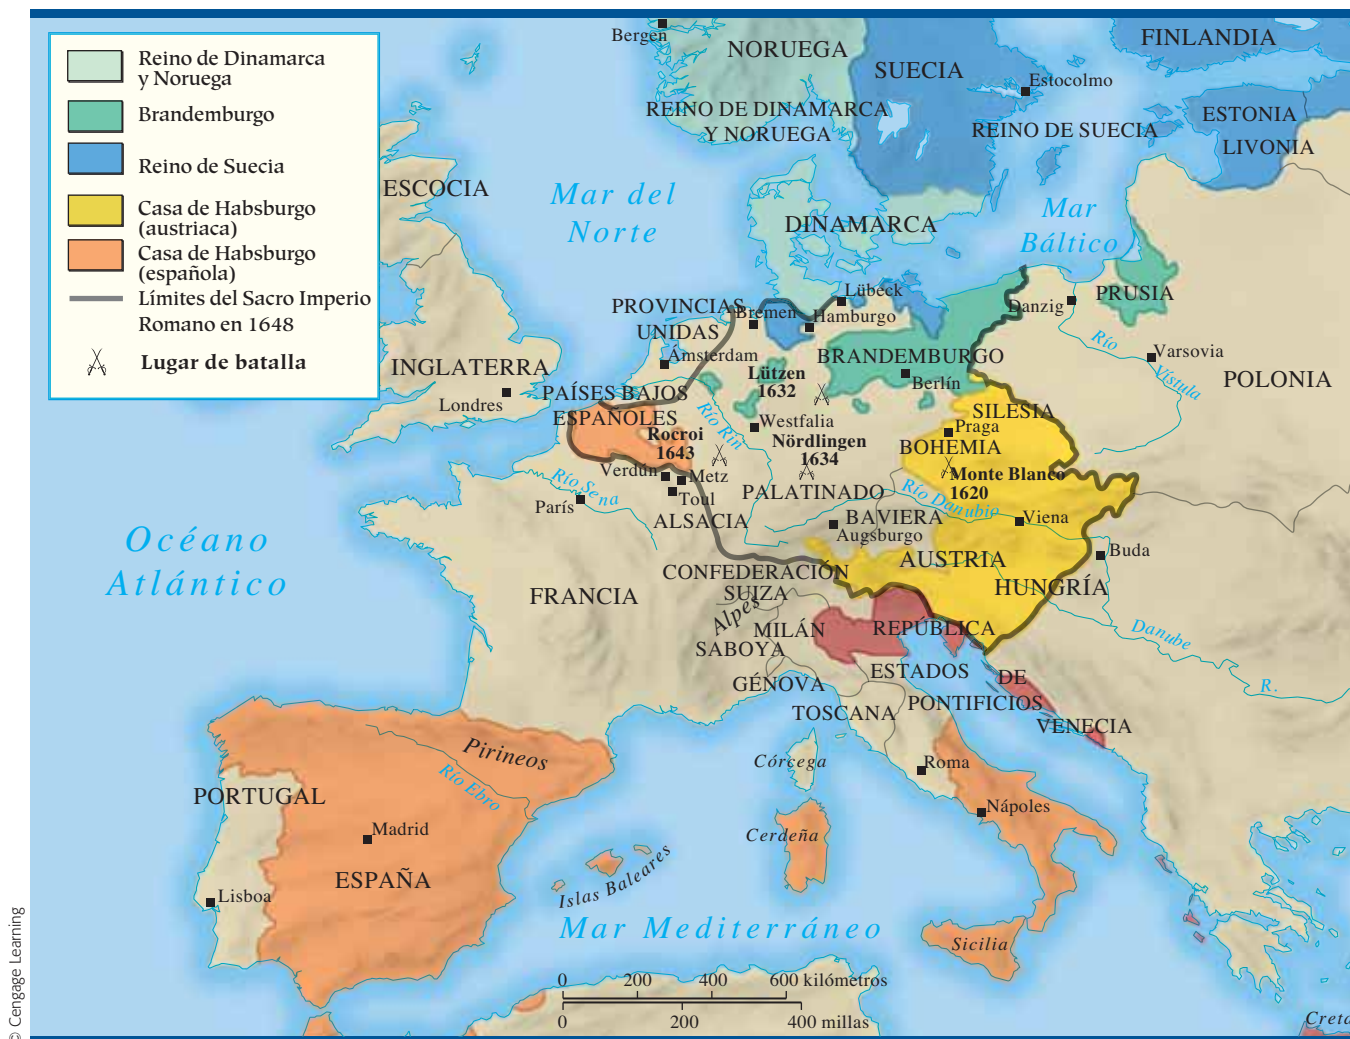 Reino de Dinamarca
y Noruega
Brandemburgo
Reino de Suecia
Casa de Habsburgo
(austriaca)
Casa de Habsburgo
(española)
Límites del Sacro Imperio
Romano en 1648
Lugar de batalla
Bergen
NORUEGA
SUECIA
FINLANDIA
Estocolmo
REINO DE DINAMARCA
Y NORUEGA
REINO DE SUECIA
ESTONIA
LIVONIA
ESCOCIA
Mar del
Norte
DINAMARCA
Mar
Báltico
PROVINCIAS
UNIDAS
Bremen
Lübeck
Hamburgo
Danzig
PRUSIA
INGLATERRA
Londres
Ámsterdam
BRANDEMBURGO
Berlín
Río
Vístula
Varsovia
POLONIA
PAÍSES BAJOS
ESPAÑOLES
Lützen
1632
Río Rin
Westfalia
SILESIA
Praga
BOHEMIA
Rocroi
1643
Nördlingen
1634
Monte Blanco
1620
Verdún
Metz
Toul
Río Sena
París
PALATINADO
Río Danubio
ALSACIA
BAVIERA
Augsburgo
Viena
Buda
Océano
Atlántico
FRANCIA
CONFEDERACIÓN
SUIZA
AUSTRIA
HUNGRÍA
Alpes
MILÁN
SABOYA
REPÚBLICA
DE
VENECIA
Danube
R.
GÉNOVA
ESTADOS
PONTIFICIOS
TOSCANA
Pirineos
Río Ebro
Córcega
Roma
PORTUGAL
Madrid
ESPAÑA
Lisboa
Cerdeña
Nápoles
Islas Baleares
Mar Mediterráneo
Sicilia
0 200 400 600 kilómetros
0 200 400 millas
Creta
© Cengage Learning